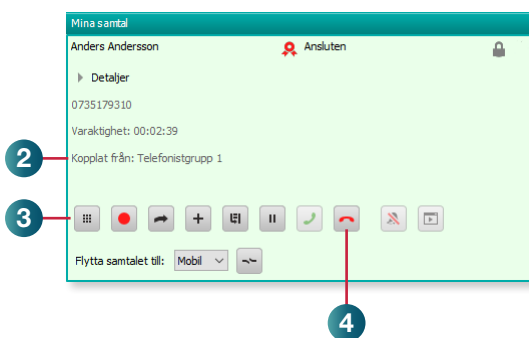 Mina samtal
Anders Andersson Ansluten
Detaljer
0735179310
Varaktighet: 00:02:39
2 Kopplat från: Telefonistgrupp 1
3
Flytta samtalet till: Mobil
4